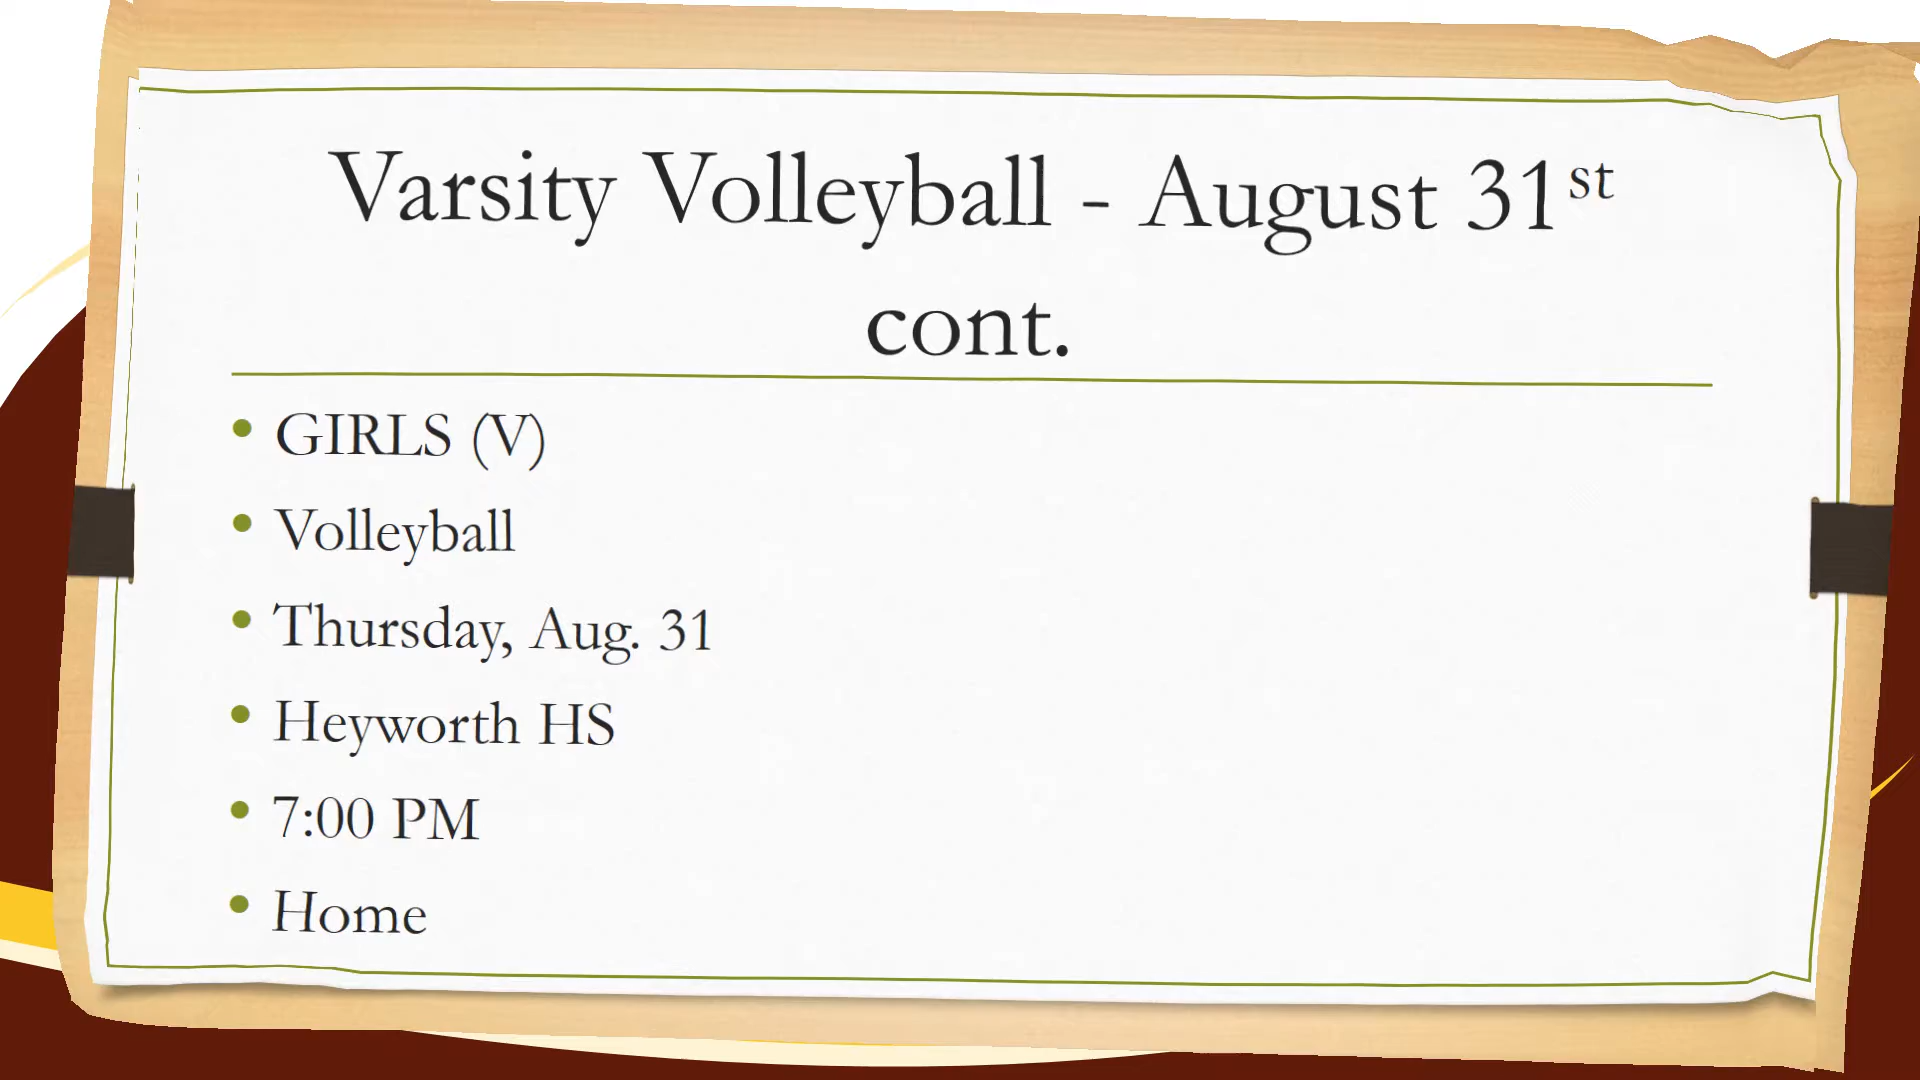 Varsity Volleyball - August 31st
cont.
• GIRLS (V)
• Volleyball
• Thursday, Aug. 31
• Heyworth HS
• 7:00 PM
• Home